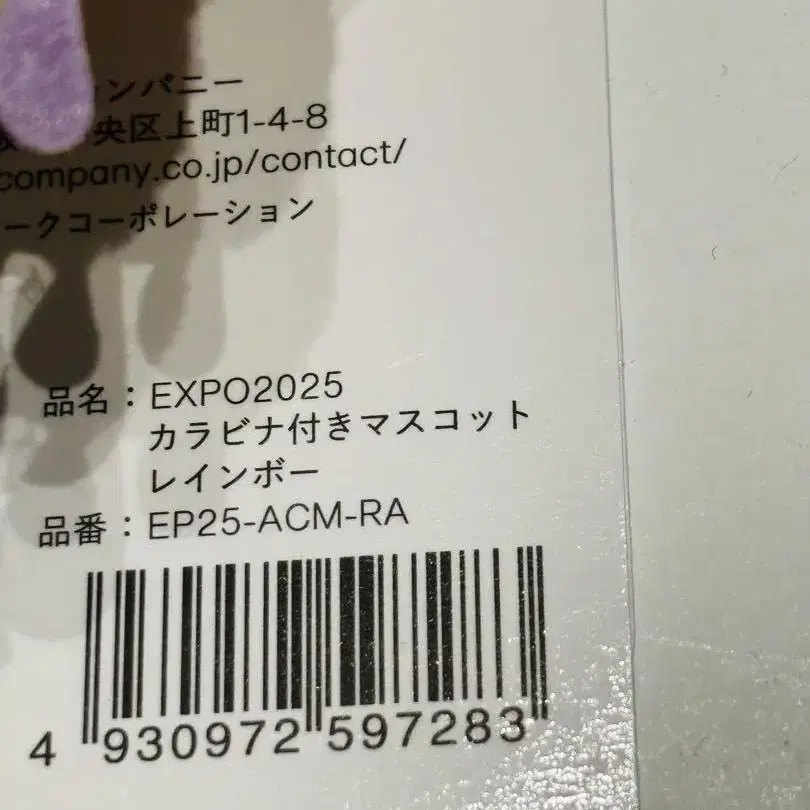 ンパニー
央区上町1-4-8
company.co.jp/contact/
ークコーポレーション
品名：EXPO2025
カラビナ付きマスコット
レインボー
品番：EP25-ACM-RA
4 930972 597283